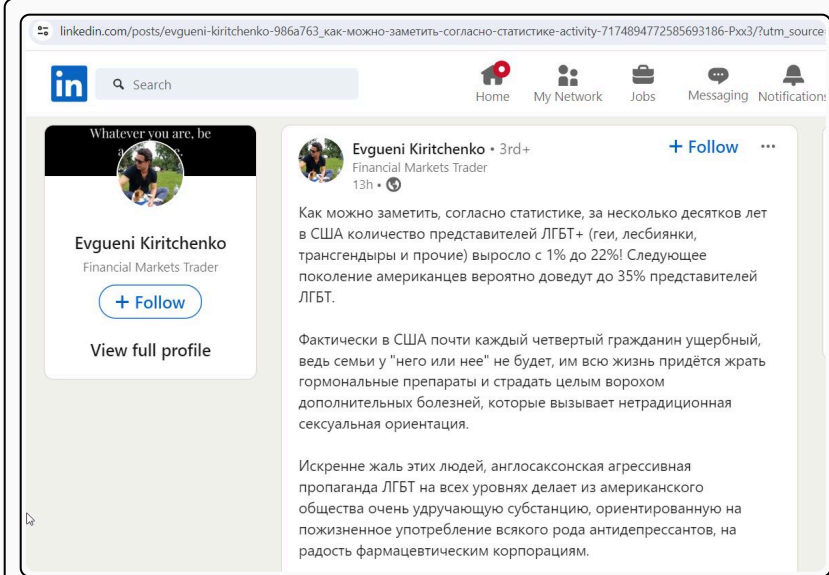 linkedin.com/posts/evgueni-kiritchenko-986a763_как-можно-заметить-согласно-статистике-activity-7174894772585693186-Pxx3/?utm_source
in
Search
Home
My Network
Jobs
Messaging
Notifications
Whatever you are, be
a
Evgueni Kiritchenko
Financial Markets Trader
+ Follow
View full profile
Evgueni Kiritchenko • 3rd+
Financial Markets Trader
13h •
+ Follow
Как можно заметить, согласно статистике, за несколько десятков лет
в США количество представителей ЛГБТ+ (геи, лесбиянки,
трансгендыры и прочие) выросло с 1% до 22%! Следующее
поколение американцев вероятно доведут до 35% представителей
ЛГБТ.
Фактически в США почти каждый четвертый гражданин ущербный,
ведь семьи у "него или нее" не будет, им всю жизнь придётся жрать
гормональные препараты и страдать целым ворохом
дополнительных болезней, которые вызывает нетрадиционная
сексуальная ориентация.
Искренне жаль этих людей, англосаксонская агрессивная
пропаганда ЛГБТ на всех уровнях делает из американского
общества очень удручающую субстанцию, ориентированную на
пожизненное употребление всякого рода антидепрессантов, на
радость фармацевтическим корпорациям.